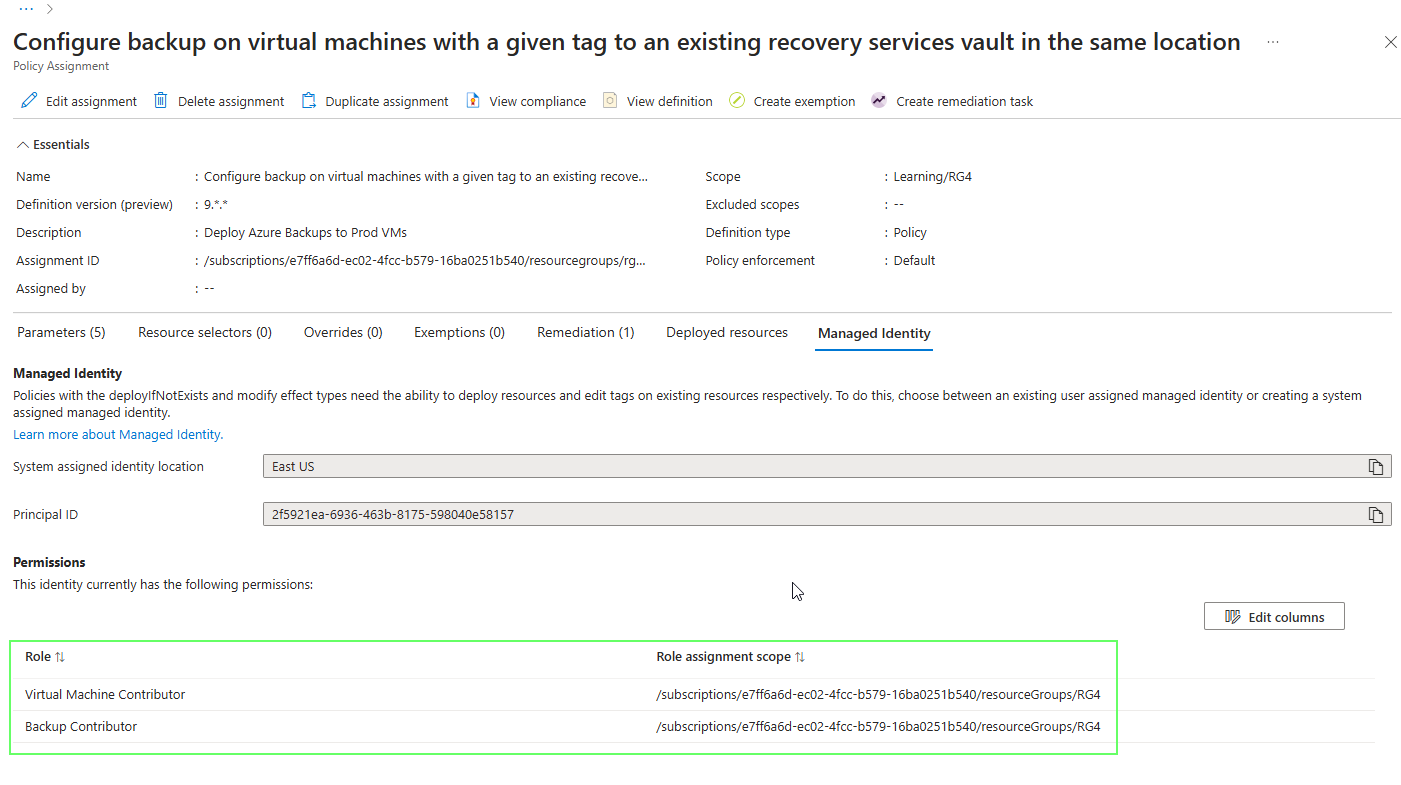 Configure backup on virtual machines with a given tag to an existing recovery services vault in the same location
Policy Assignment
Edit assignment Delete assignment Duplicate assignment View compliance View definition Create exemption Create remediation task
Essentials
Name : Configure backup on virtual machines with a given tag to an existing recove... Scope : Learning/RG4
Definition version (preview) : 9.*.* Excluded scopes : --
Description : Deploy Azure Backups to Prod VMs Definition type : Policy
Assignment ID : /subscriptions/e7ff6a6d-ec02-4fcc-b579-16ba0251b540/resourcegroups/rg... Policy enforcement : Default
Assigned by : --
Parameters (5) Resource selectors (0) Overrides (0) Exemptions (0) Remediation (1) Deployed resources Managed Identity
Managed Identity
Policies with the deployIfNotExists and modify effect types need the ability to deploy resources and edit tags on existing resources respectively. To do this, choose between an existing user assigned managed identity or creating a system
assigned managed identity.
Learn more about Managed Identity.
System assigned identity location East US
Principal ID 2f5921ea-6936-463b-8175-598040e58157
Permissions
This identity currently has the following permissions:
Edit columns
Role Role assignment scope
Virtual Machine Contributor /subscriptions/e7ff6a6d-ec02-4fcc-b579-16ba0251b540/resourceGroups/RG4
Backup Contributor /subscriptions/e7ff6a6d-ec02-4fcc-b579-16ba0251b540/resourceGroups/RG4